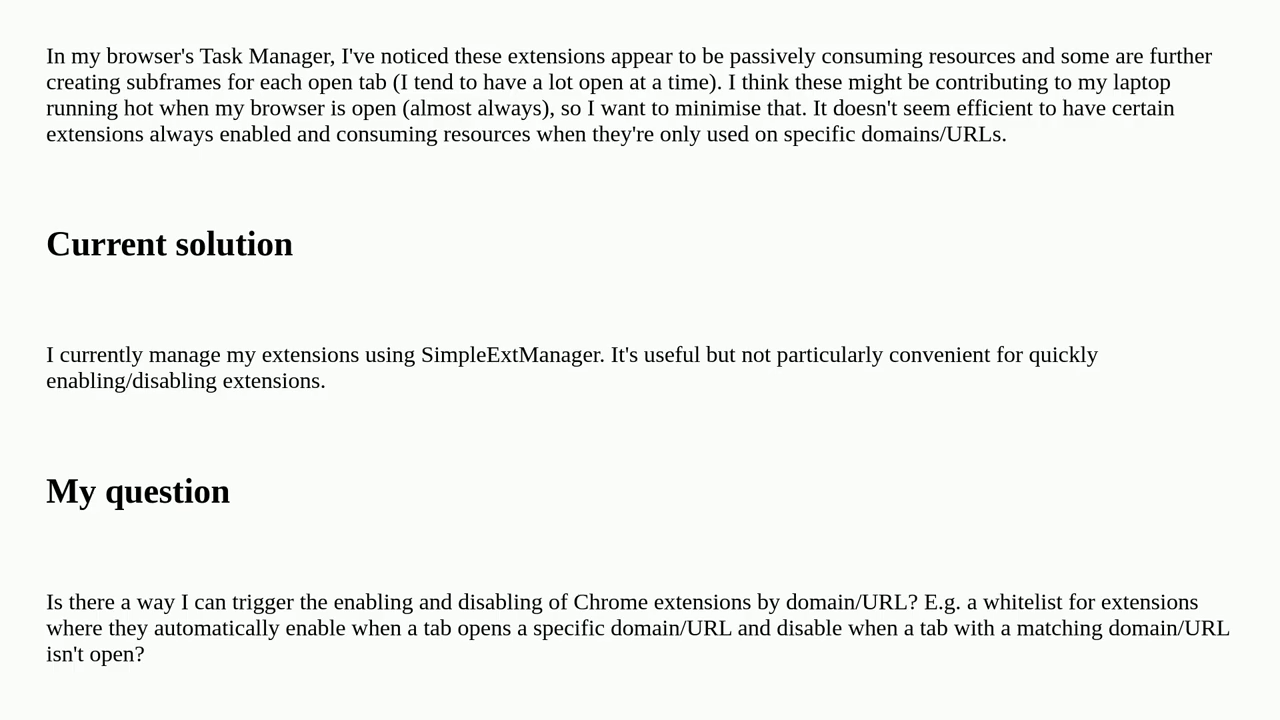 In my browser's Task Manager, I've noticed these extensions appear to be passively consuming resources and some are further
creating subframes for each open tab (I tend to have a lot open at a time). I think these might be contributing to my laptop
running hot when my browser is open (almost always), so I want to minimise that. It doesn't seem efficient to have certain
extensions always enabled and consuming resources when they're only used on specific domains/URLs.
Current solution
I currently manage my extensions using SimpleExtManager. It's useful but not particularly convenient for quickly
enabling/disabling extensions.
My question
Is there a way I can trigger the enabling and disabling of Chrome extensions by domain/URL? E.g. a whitelist for extensions
where they automatically enable when a tab opens a specific domain/URL and disable when a tab with a matching domain/URL
isn't open?